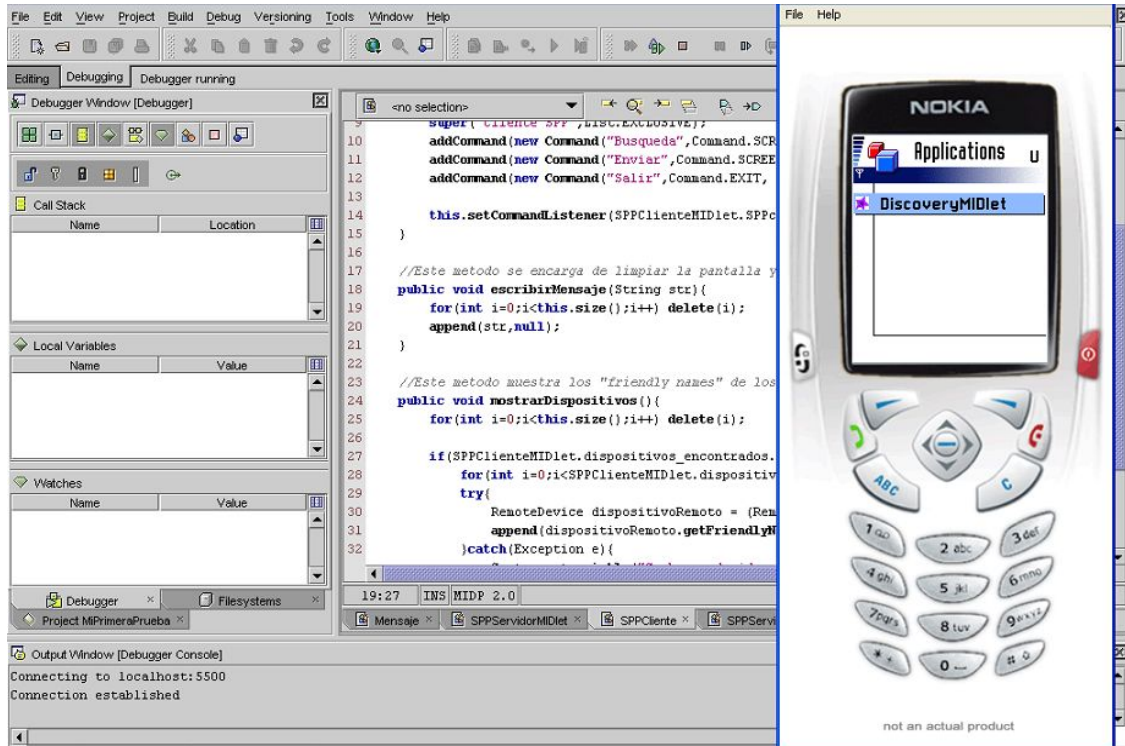 File Edit View Project Build Debug Versioning Tools Window Help
Editing Debugging Debugger running
Debugger Window [Debugger]
Call Stack
Name Location
Local Variables
Name Value
Watches
Name Value
Debugger Filesystems
Project MiPrimeraPrueba
<no selection>
9 super("Cliente SPP",List.EXCLUSIVE);
10 addCommand(new Command("Busqueda",Command.SCR
11 addCommand(new Command("Enviar",Command.SCREE
12 addCommand(new Command("Salir",Command.EXIT,
13
14 this.setCommandListener(SPPClienteMIDlet.SPPc
15 }
16
17 //Este metodo se encarga de limpiar la pantalla y
18 public void escribirMensaje(String str){
19 for(int i=0;i<this.size();i++) delete(i);
20 append(str,null);
21 }
22
23 //Este metodo muestra los "friendly names" de los
24 public void mostrarDispositivos(){
25 for(int i=0;i<this.size();i++) delete(i);
26
27 if(SPPClienteMIDlet.dispositivos_encontrados.
28 for(int i=0;i<SPPClienteMIDlet.dispositiv
29 try{
30 RemoteDevice dispositivoRemoto = (Rem
31 append(dispositivoRemoto.getFriendlyN
32 }catch(Exception e){
19:27 INS MIDP 2.0
Mensaje SPPServidorMIDlet SPPCliente SPPServi
Output Window [Debugger Console]
Connecting to localhost:5500
Connection established
File Help
NOKIA
Applications U
DiscoveryMIDlet
ABC C
1 2 abc 3 def
4 ghi 5 jkl 6 mno
7pqrs 8 tuv 9wxyz
* + 0 #
not an actual product